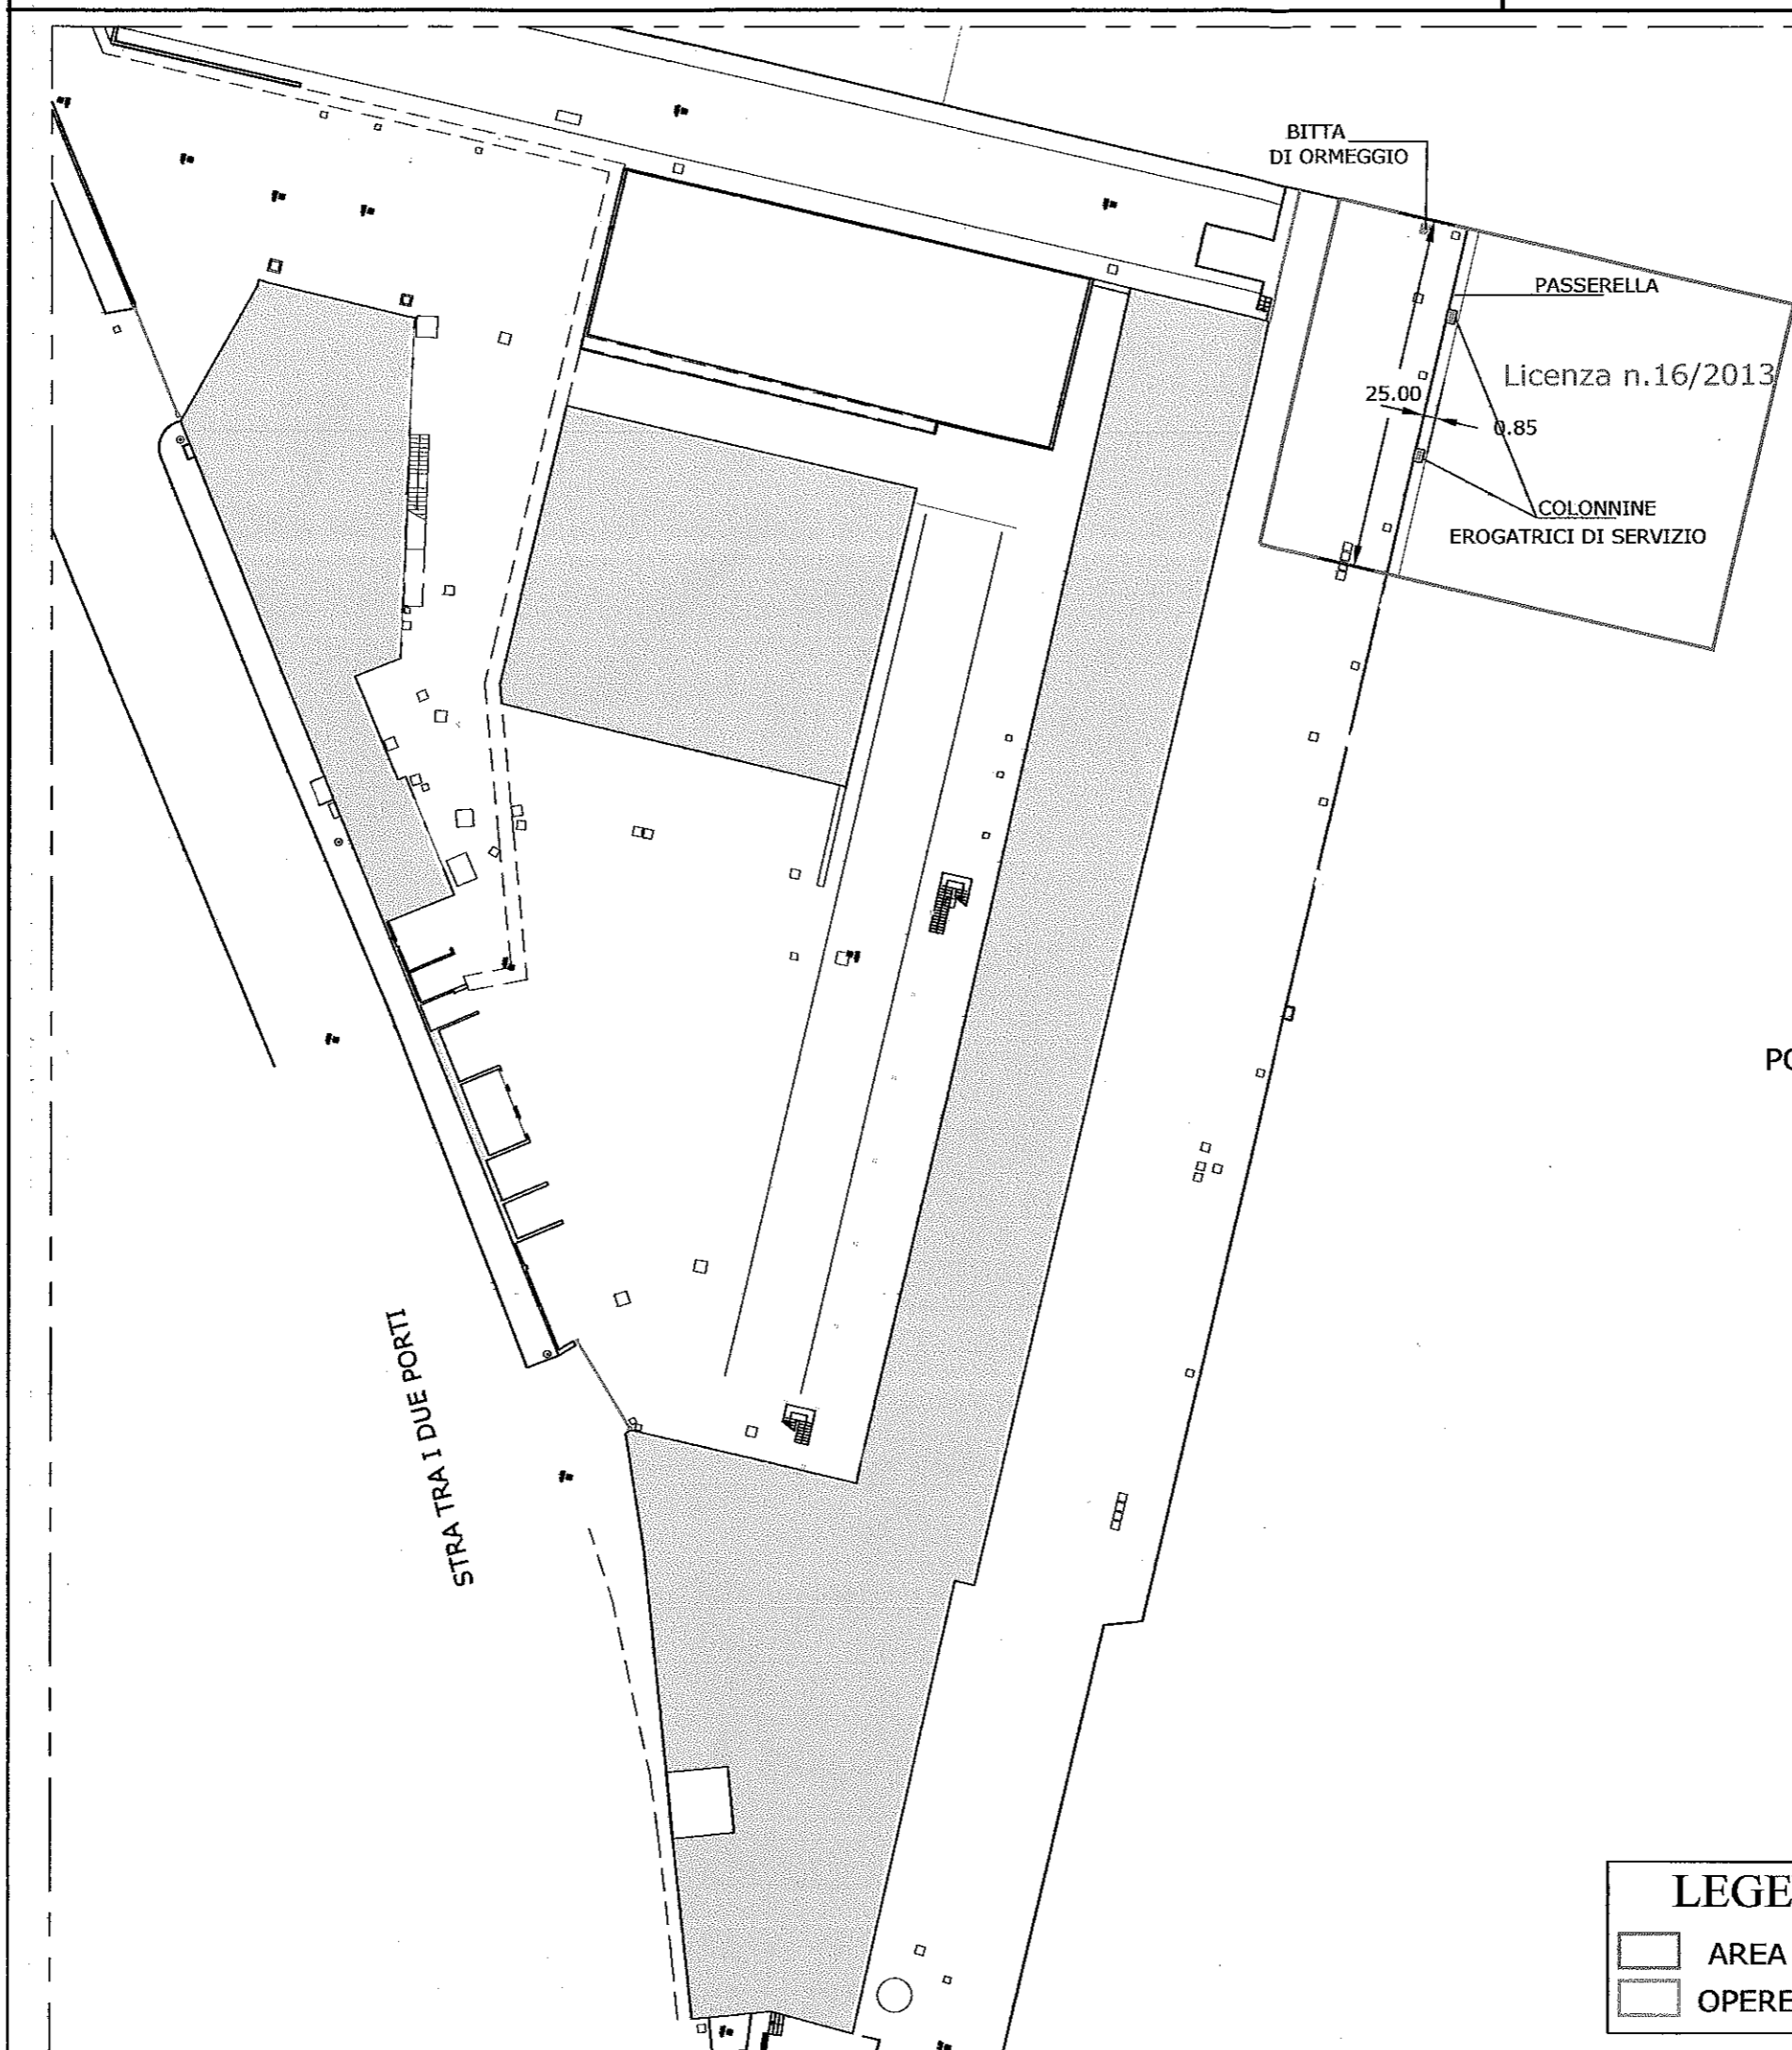 BITTA
DI ORMEGGIO
PASSERELLA
Licenza n.16/2013
25.00
0.85
COLONNINE
EROGATRICI DI SERVIZIO
PO
STRA TRA I DUE PORTI
LEGE
AREA
OPERE